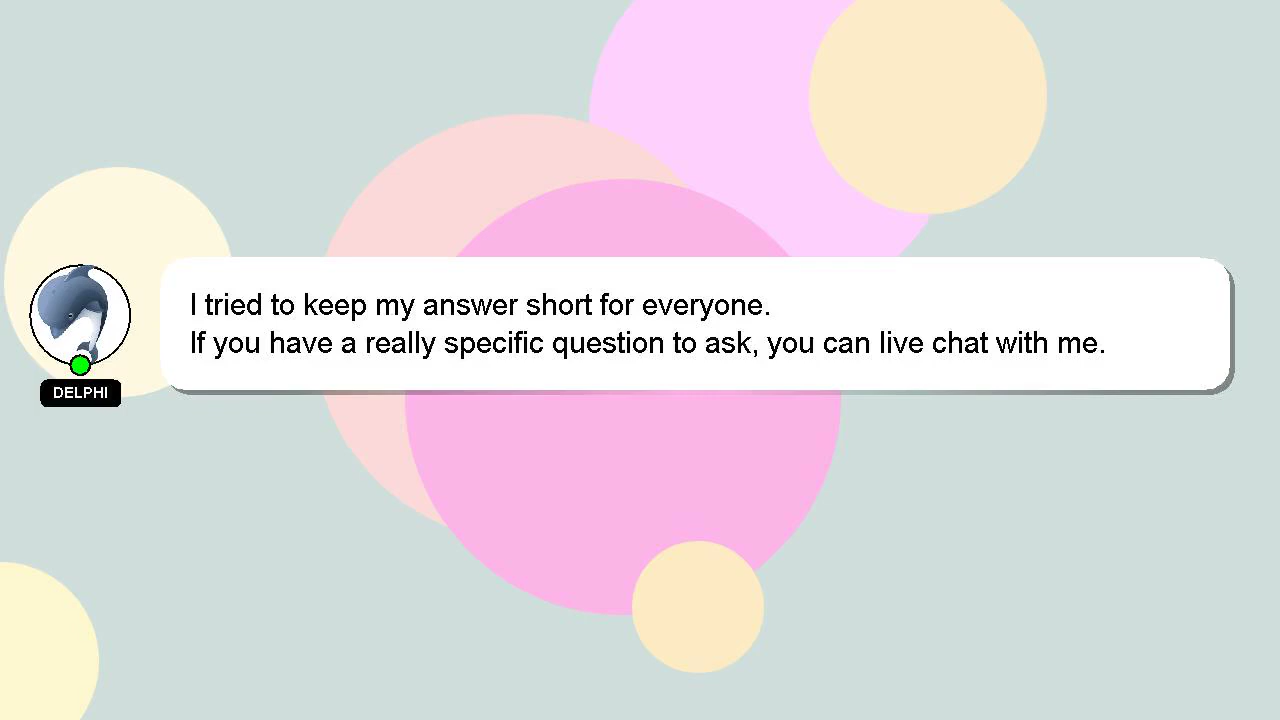 I tried to keep my answer short for everyone.
If you have a really specific question to ask, you can live chat with me.
DELPHI